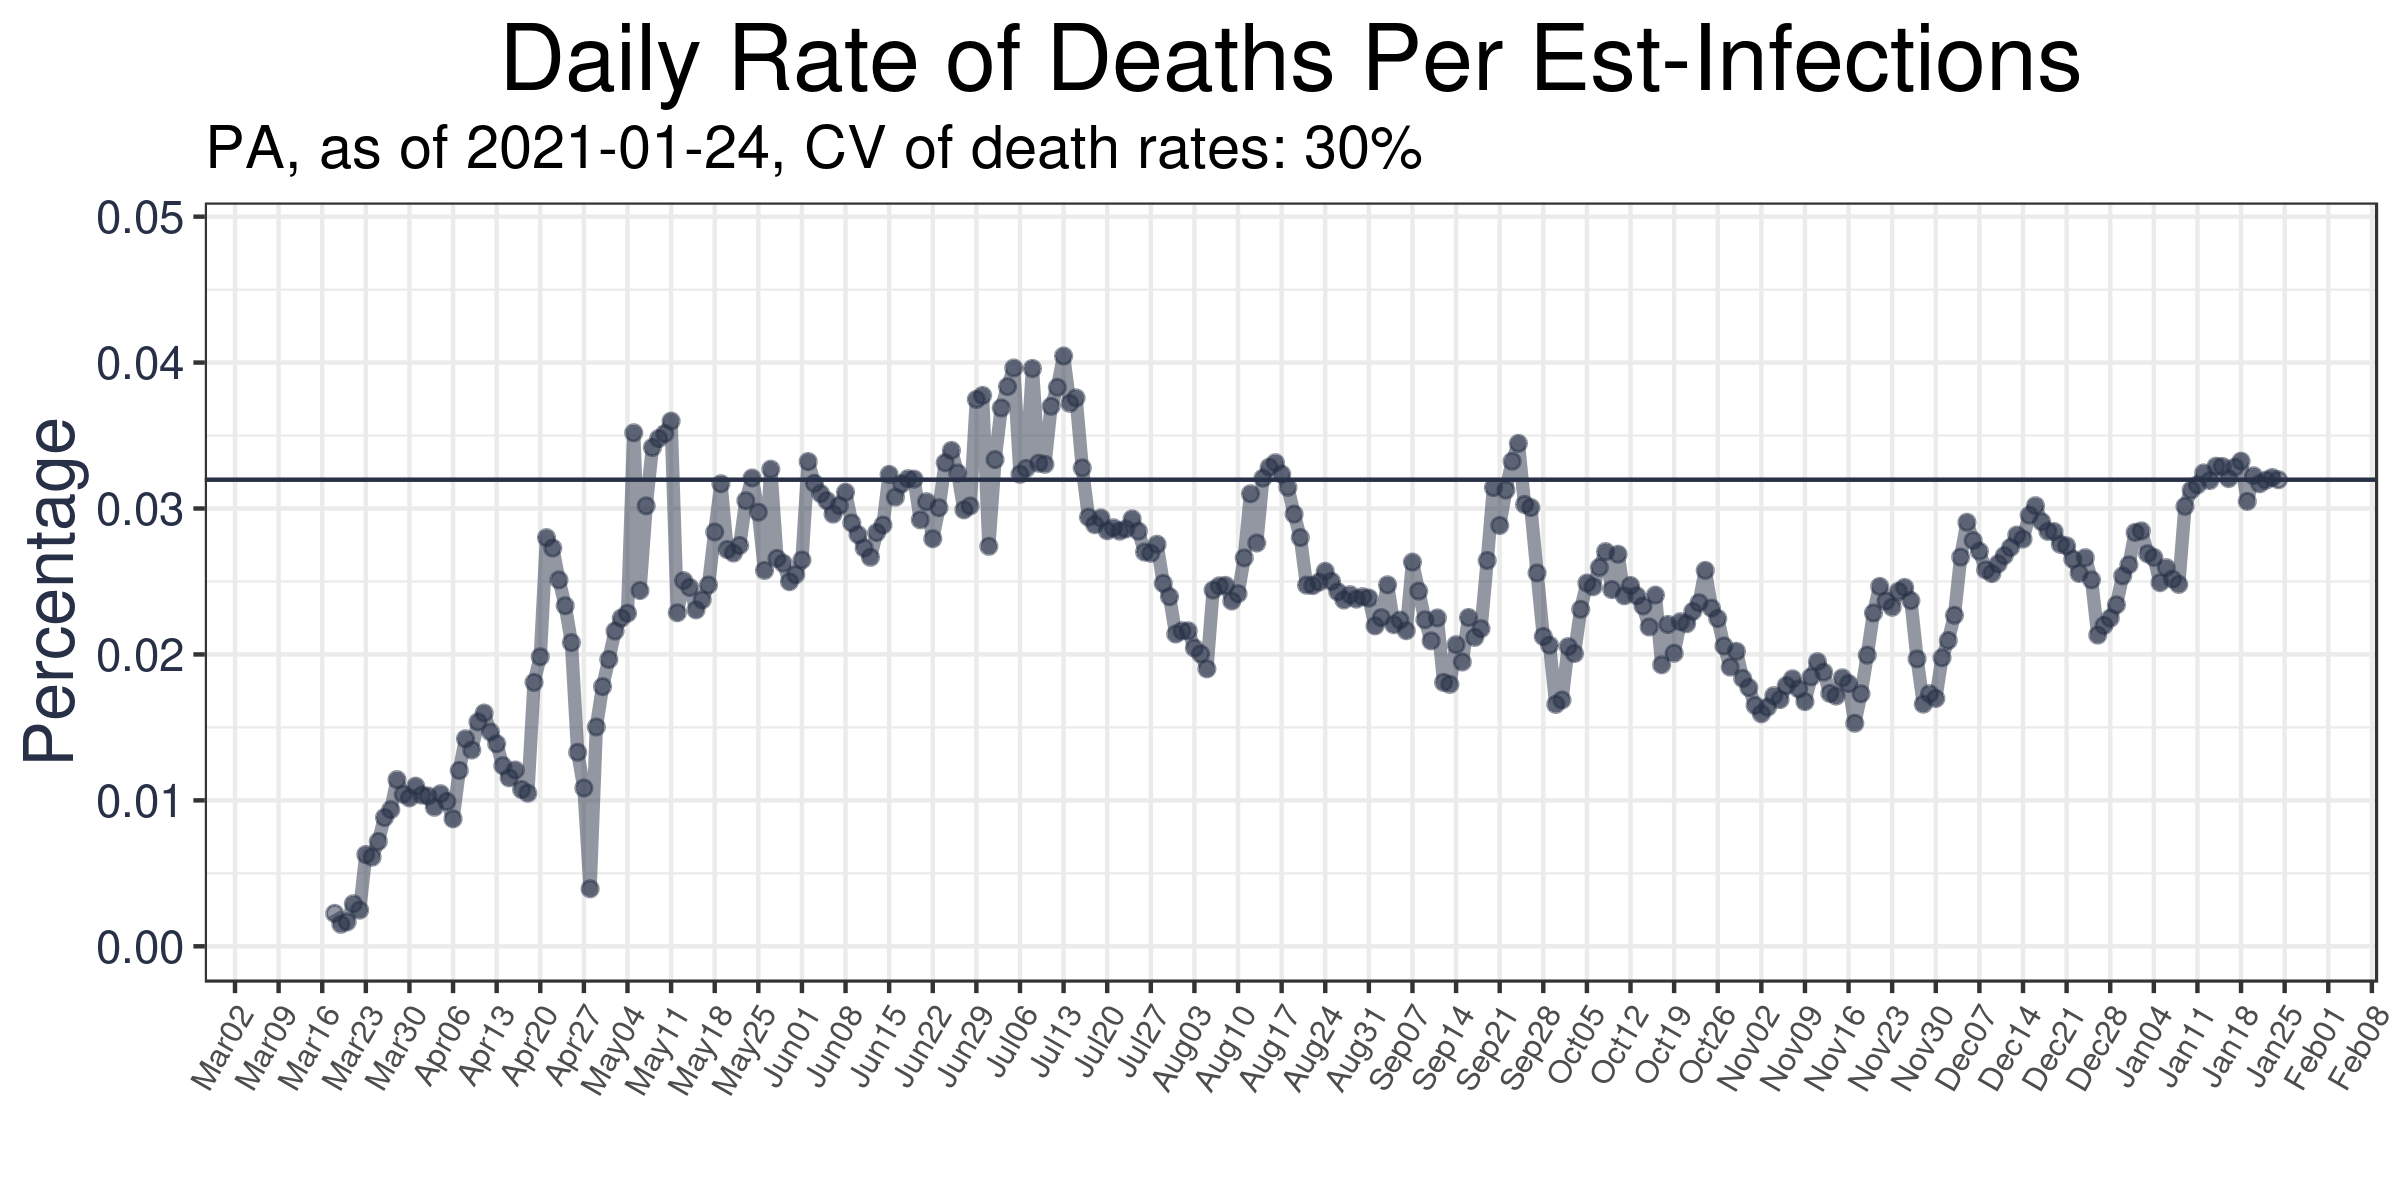 Daily Rate of Deaths Per Est-Infections
PA, as of 2021-01-24, CV of death rates: 30%
Percentage
0.05
0.04
0.03
0.02
0.01
0.00
Mar02
Mar09
Mar16
Mar23
Mar30
Apr06
Apr13
Apr20
Apr27
May04
May11
May18
May25
Jun01
Jun08
Jun15
Jun22
Jun29
Jul06
Jul13
Jul20
Jul27
Aug03
Aug10
Aug17
Aug24
Aug31
Sep07
Sep14
Sep21
Sep28
Oct05
Oct12
Oct19
Oct26
Nov02
Nov09
Nov16
Nov23
Nov30
Dec07
Dec14
Dec21
Dec28
Jan04
Jan11
Jan18
Jan25
Feb01
Feb08